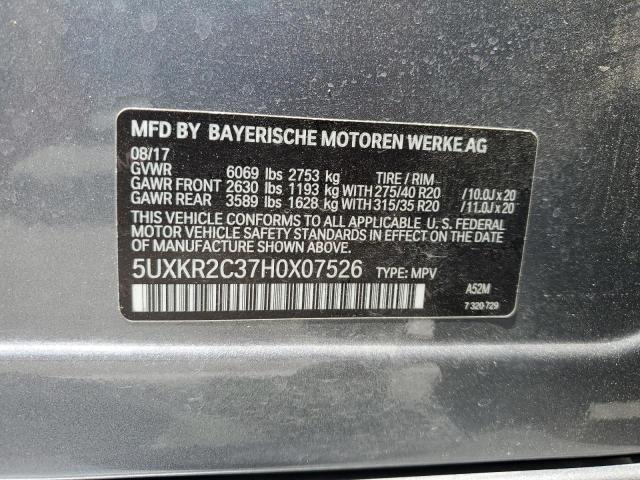 MFD BY BAYERISCHE MOTOREN WERKE AG
08/17
GVWR 6069 lbs 2753 kg TIRE / RIM
GAWR FRONT 2630 lbs 1193 kg WITH 275/40 R20 /10.0J x 20
GAWR REAR 3589 lbs 1628 kg WITH 315/35 R20 /11.0J x 20
THIS VEHICLE CONFORMS TO ALL APPLICABLE U. S. FEDERAL
MOTOR VEHICLE SAFETY STANDARDS IN EFFECT ON THE
DATE OF MANUFACTURE SHOWN ABOVE.
5UXKR2C37H0X07526 TYPE: MPV
A52M
7 320 729